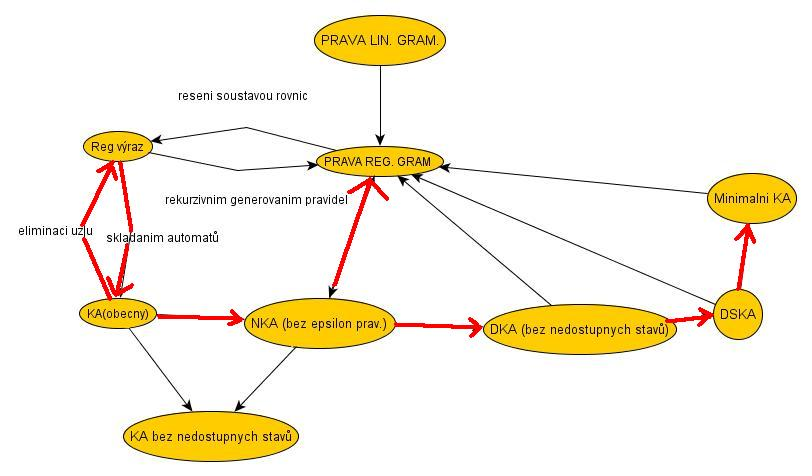 PRAVA LIN. GRAM.
reseni soustavou rovnic
Reg výraz
PRAVA REG. GRAM
Minimalni KA
rekurzivnim generovanim pravidel
eliminaci uzlu
skladanim automatů
KA(obecny)
NKA (bez epsilon prav.)
DKA (bez nedostupnych stavů)
DSKA
KA bez nedostupnych stavů